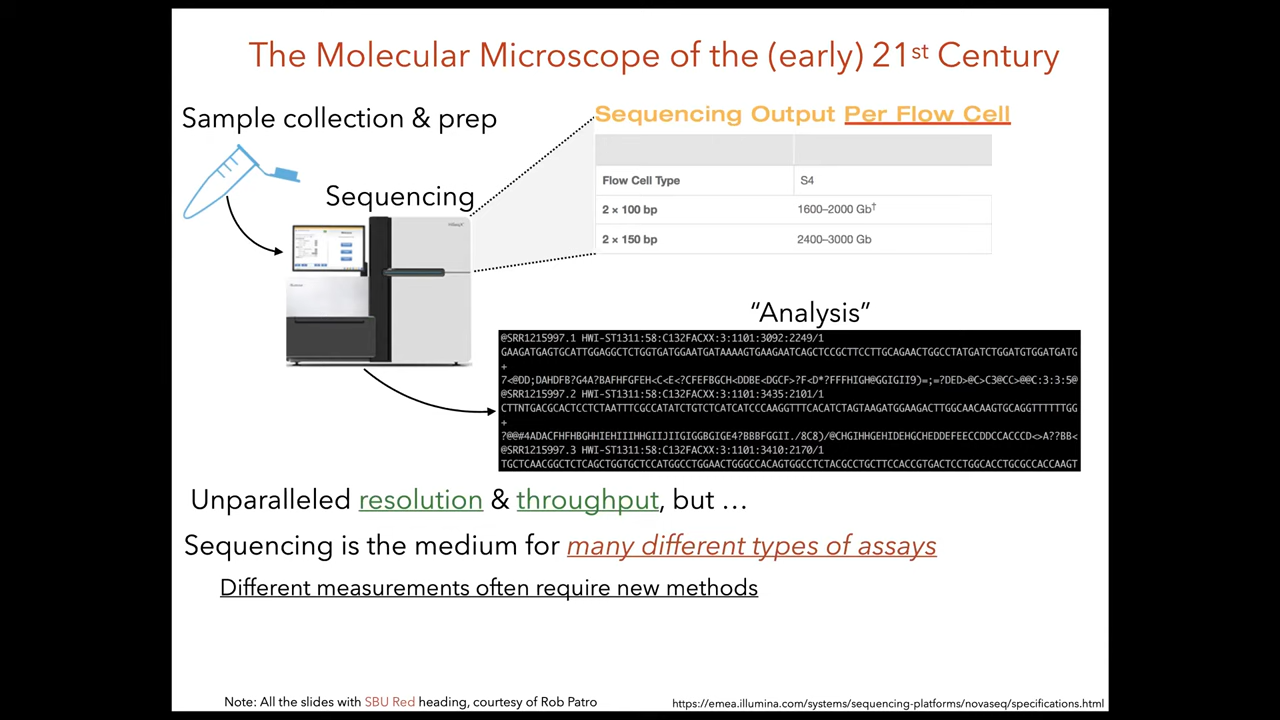 The Molecular Microscope of the (early) 21st Century
Sample collection & prep
Sequencing
Sequencing Output Per Flow Cell
Flow Cell Type S4
2 × 100 bp 1600–2000 Gb†
2 × 150 bp 2400–3000 Gb
“Analysis”
@SRR1215997.1 HWI-ST1311:58:C132FACXX:3:1101:3092:2249/1
GAAGATGAGTGCATTGGAGGCTCTGGTGATGGAATGATAAAAGTGAAGAATCAGCTCCGCTTCCTTGCAGAACTGGCCTATGATCTGGATGTGGATGATG
+
7<@DD;DAHDFB?G4A?BAFHFGFEH<C<E<?CFEFBGCH<DDBE<DGCF>?F<D*?FFFHIGH@GGIGII9)=;=?DED>@C>C3@CC>@@C:3:3:5@
@SRR1215997.2 HWI-ST1311:58:C132FACXX:3:1101:3435:2101/1
CTTNTGACGCACTCCTCTAATTTCGCCATATCTGTCTCATCATCCCAAGGTTTCACATCTAGTAAGATGGAAGACTTGGCAACAAGTGCAGGTTTTTTGG
+
?@@#4ADACFHFHBGHHIEHIIIHHGIIJIITGIGGBGIGE4?BBBFGGII./8C8)/@CHGIHHGEHIDEHGCHEDDEFEECCDDCCACCCD<>A??BB<
@SRR1215997.3 HWI-ST1311:58:C132FACXX:3:1101:3410:2170/1
TGCTCAACGGCTCTCAGCTGGTGCTCCATGGCCTGGAACTGGGCCACAGTGGCCTCTACGCCTGCTTCCACCGTGACTCCTGGCACCTGCGCCACCAAGT
Unparalleled resolution & throughput, but …
Sequencing is the medium for many different types of assays
Different measurements often require new methods
Note: All the slides with SBU Red heading, courtesy of Rob Patro
https://emea.illumina.com/systems/sequencing-platforms/novaseq/specifications.html